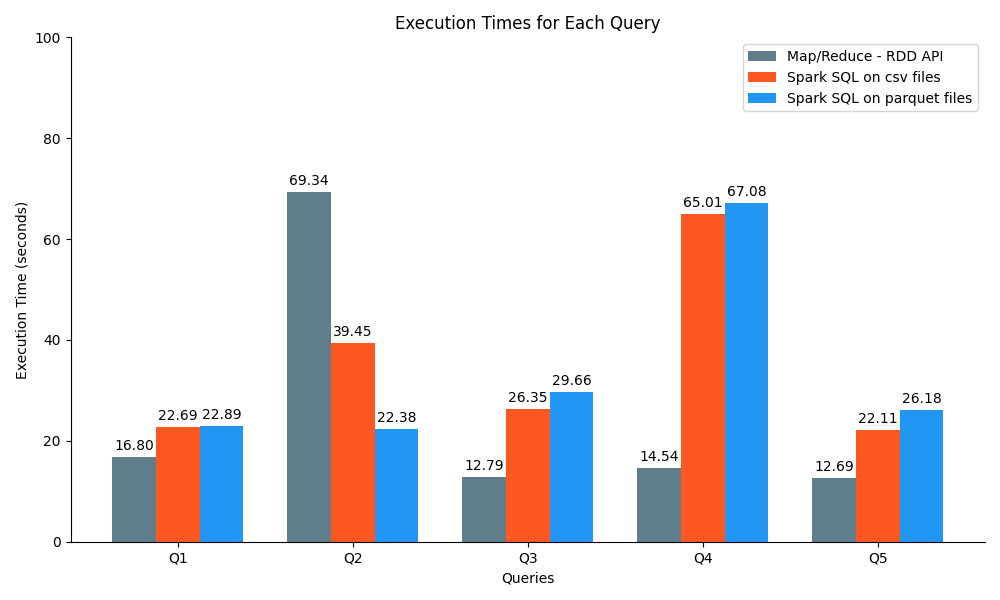 Execution Times for Each Query
Map/Reduce - RDD API
Spark SQL on csv files
Spark SQL on parquet files
Execution Time (seconds)
100
80
60
40
20
0
16.80
22.69
22.89
69.34
39.45
22.38
12.79
26.35
29.66
14.54
65.01
67.08
12.69
22.11
26.18
Q1
Q2
Q3
Q4
Q5
Queries